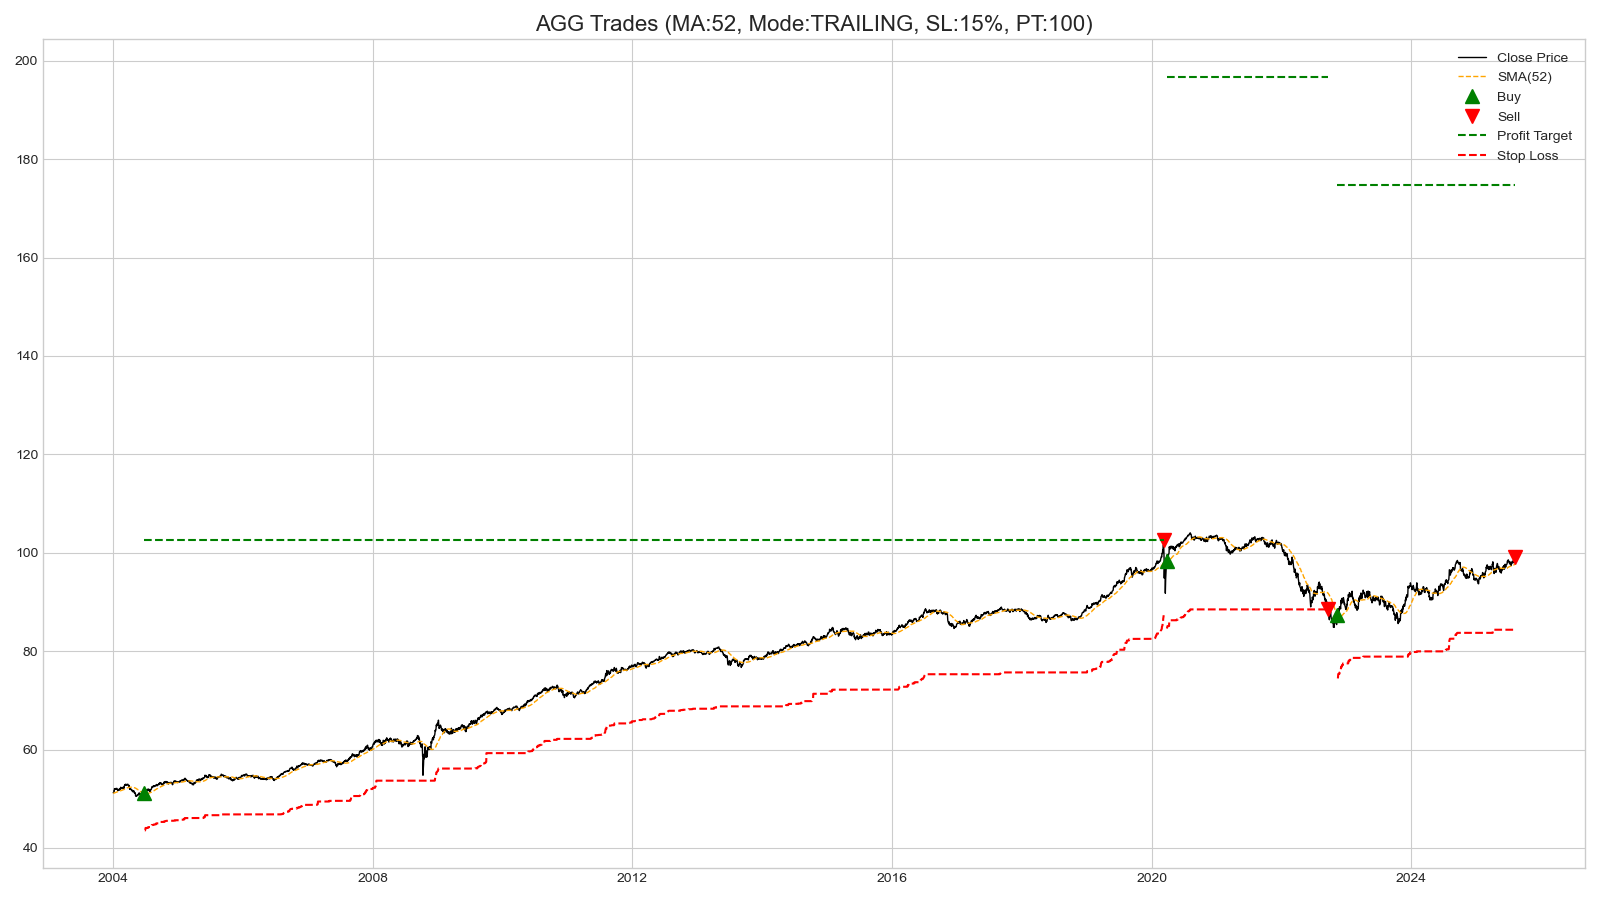 AGG Trades (MA:52, Mode:TRAILING, SL:15%, PT:100)
200
180
160
140
120
100
80
60
40
Close Price
SMA(52)
Buy
Sell
Profit Target
Stop Loss
2004
2008
2012
2016
2020
2024